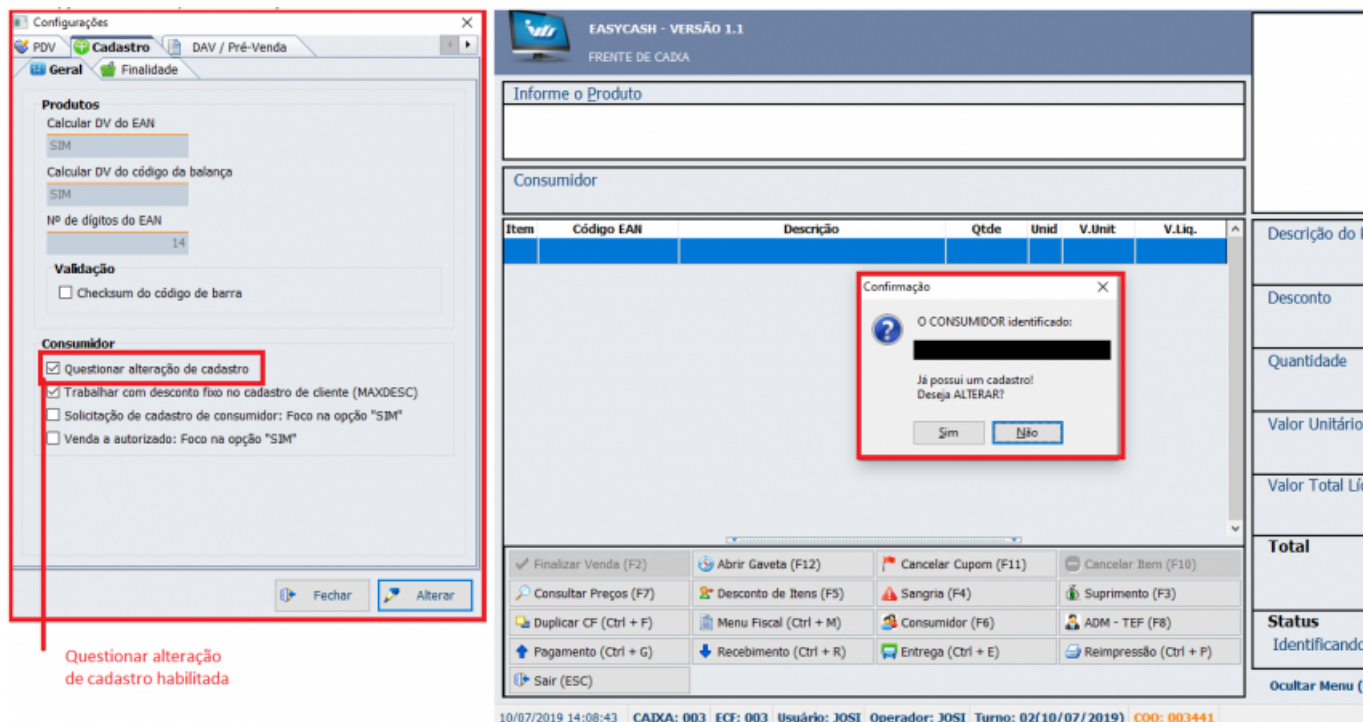 Configurações
PDV Cadastro DAV / Pré-Venda
Geral Finalidade
Produtos
Calcular DV do EAN
SIM
Calcular DV do código da balança
SIM
Nº de dígitos do EAN
14
Validação
Checksum do código de barra
Consumidor
Questionar alteração de cadastro
Trabalhar com desconto fixo no cadastro de cliente (MAXDESC)
Solicitação de cadastro de consumidor: Foco na opção "SIM"
Venda a autorizado: Foco na opção "SIM"
Fechar Alterar
Questionar alteração
de cadastro habilitada
EASYCASH - VERSÃO 1.1
FRENTE DE CAIXA
Informe o Produto
Consumidor
Item Código EAN Descrição Qtde Unid V.Unit V.Liq.
Confirmação
O CONSUMIDOR identificado:
Já possui um cadastro!
Deseja ALTERAR?
Sim Não
Finalizar Venda (F2) Abrir Gaveta (F12) Cancelar Cupom (F11) Cancelar Item (F10)
Consultar Preços (F7) Desconto de Itens (F5) Sangria (F4) Suprimento (F3)
Duplicar CF (Ctrl + F) Menu Fiscal (Ctrl + M) Consumidor (F6) ADM - TEF (F8)
Pagamento (Ctrl + G) Recebimento (Ctrl + R) Entrega (Ctrl + E) Reimpressão (Ctrl + P)
Sair (ESC)
Descrição do
Desconto
Quantidade
Valor Unitário
Valor Total Lí
Total
Status
Identificando
Ocultar Menu (
10/07/2019 14:08:43 CAIXA: 003 ECF: 003 Usuário: JOSI Operador: JOSI Turno: 02(10/07/2019) COO: 003441